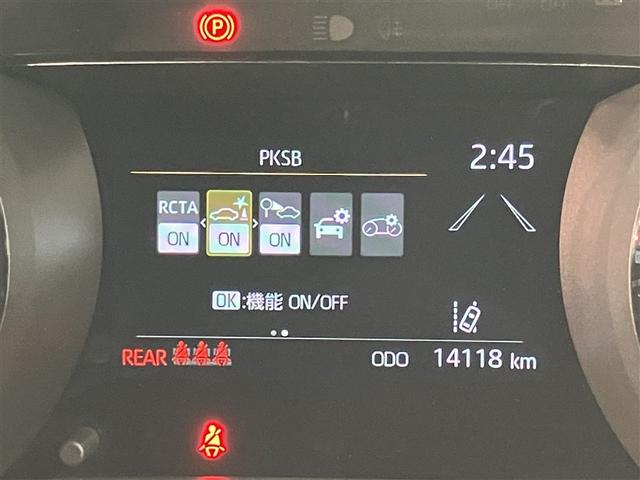 P
PKSB
2:45
RCTA
ON
ON
ON
OK:機能 ON/OFF
REAR
ODO 14118 km